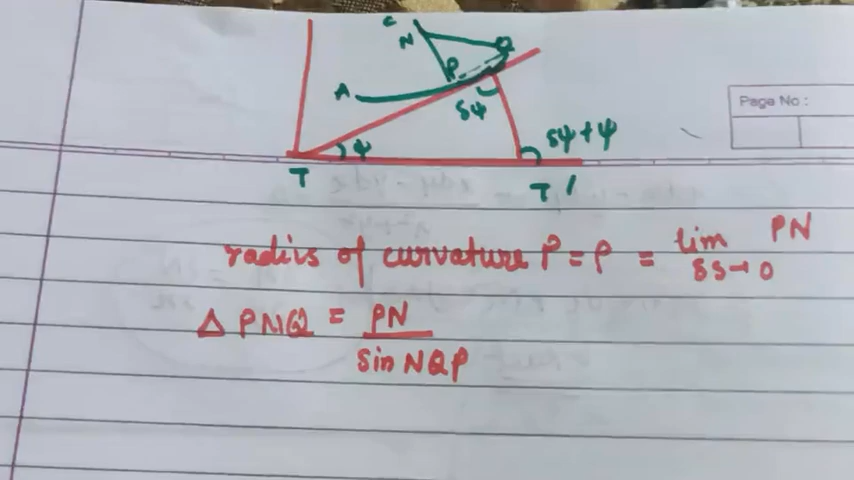 C
N
Q
P
A
δψ
δψ+ψ
ψ
T
T'
Page No :
radius of curvature P = ρ = lim PN
δs→0
Δ PNQ = PN
sin NQP